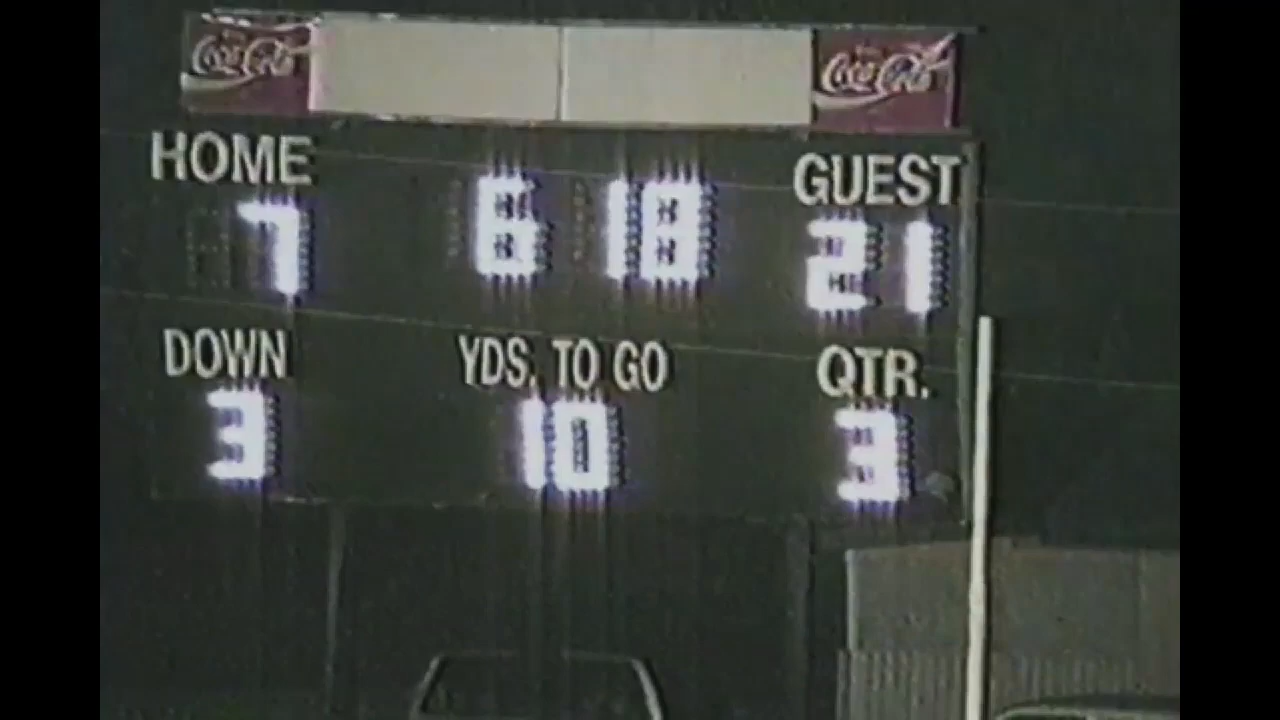 Coca-Cola Coca-Cola
HOME GUEST
7 6 18 21
DOWN YDS. TO GO QTR.
3 10 3